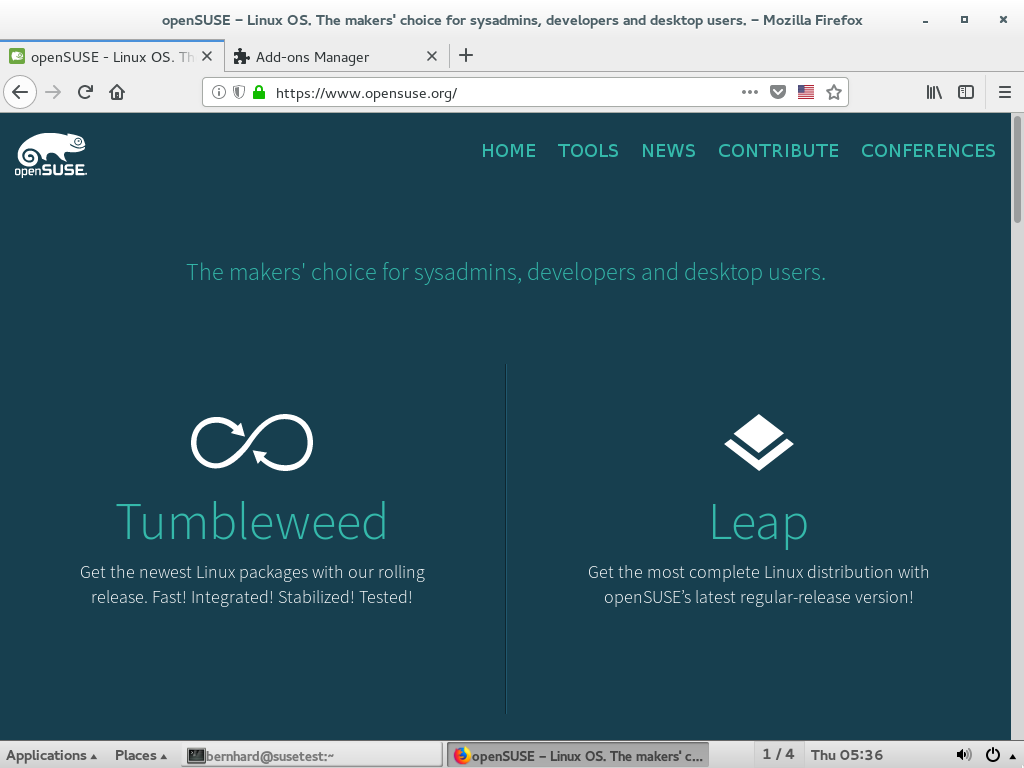 openSUSE – Linux OS. The makers' choice for sysadmins, developers and desktop users. – Mozilla Firefox
openSUSE - Linux OS. Th
Add-ons Manager
https://www.opensuse.org/
openSUSE.
HOME TOOLS NEWS CONTRIBUTE CONFERENCES
The makers' choice for sysadmins, developers and desktop users.
Tumbleweed
Get the newest Linux packages with our rolling
release. Fast! Integrated! Stabilized! Tested!
Leap
Get the most complete Linux distribution with
openSUSE’s latest regular-release version!
Applications Places bernhard@susetest:~ openSUSE – Linux OS. The makers' c... 1 / 4 Thu 05:36